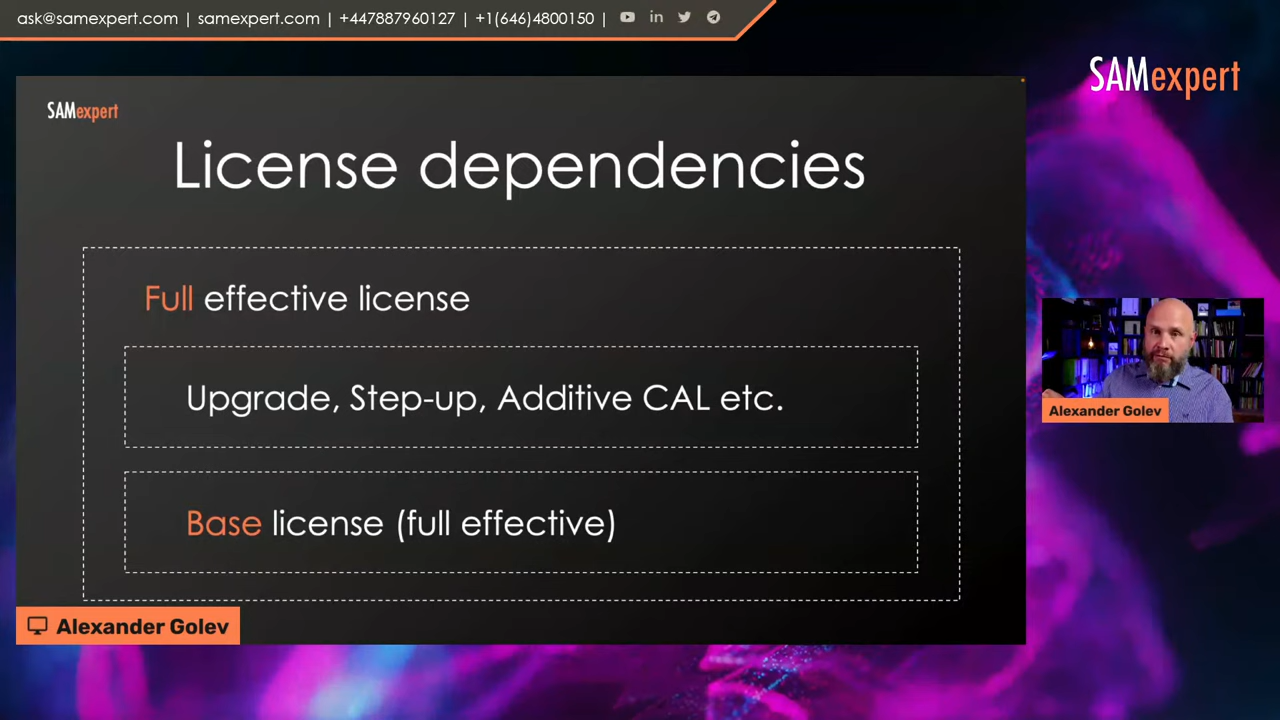 ask@samexpert.com | samexpert.com | +447887960127 | +1(646)4800150 |
SAMexpert
SAMexpert
License dependencies
Full effective license
Upgrade, Step-up, Additive CAL etc.
Base license (full effective)
Alexander Golev
Alexander Golev